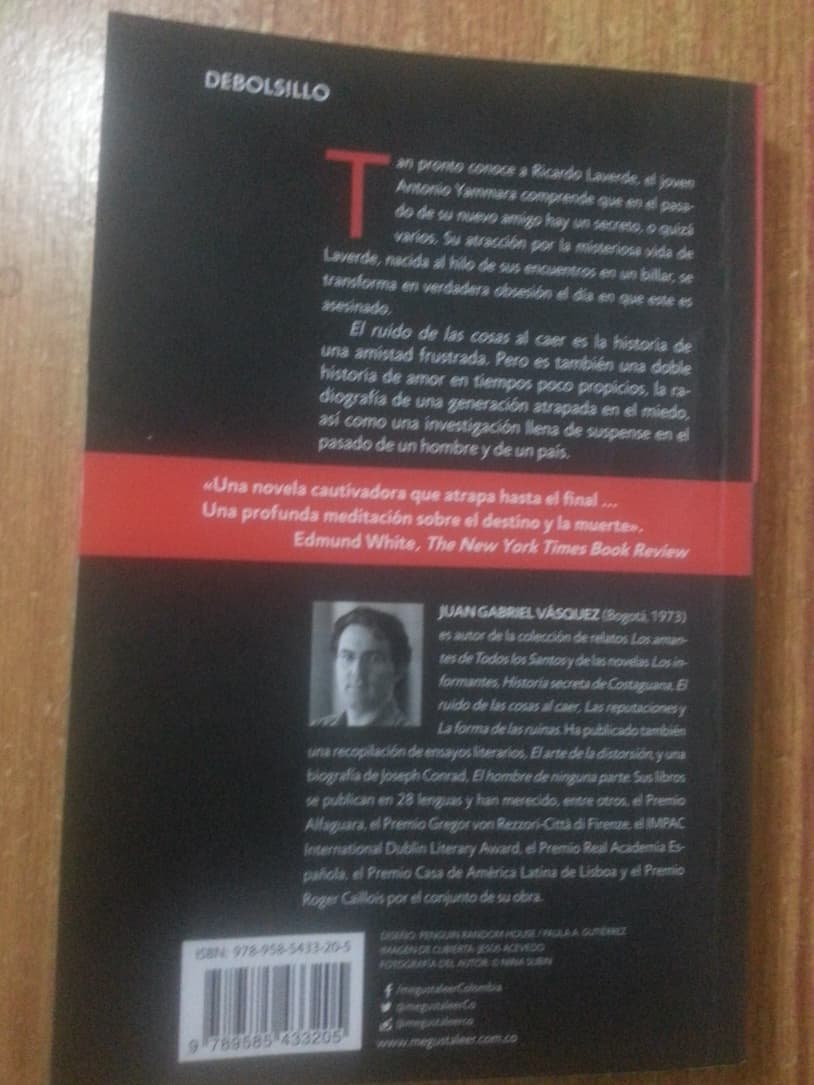 DEBOLSILLO
Tan pronto conoce a Ricardo Laverde, el joven
Antonio Yammara comprende que en el pasa-
do de su nuevo amigo hay un secreto, o quizá
varios. Su atracción por la misteriosa vida de
Laverde, nacida al hilo de sus encuentros en un billar, se
transforma en verdadera obsesión el día en que este es
asesinado.
El ruido de las cosas al caer es la historia de
una amistad frustrada. Pero es también una doble
historia de amor en tiempos poco propicios, la ra-
diografía de una generación atrapada en el miedo,
así como una investigación llena de suspense en el
pasado de un hombre y de un país.
«Una novela cautivadora que atrapa hasta el final ...
Una profunda meditación sobre el destino y la muerte».
Edmund White, The New York Times Book Review
JUAN GABRIEL VÁSQUEZ (Bogotá, 1973)
es autor de la colección de relatos Los aman-
tes de Todos los Santos y de las novelas Los in-
formantes, Historia secreta de Costaguana, El
ruido de las cosas al caer, Las reputaciones y
La forma de las ruinas. Ha publicado también
una recopilación de ensayos literarios, El arte de la distorsión, y una
biografía de Joseph Conrad, El hombre de ninguna parte. Sus libros
se publican en 28 lenguas y han merecido, entre otros, el Premio
Alfaguara, el Premio Gregor von Rezzori-Città di Firenze, el IMPAC
International Dublin Literary Award, el Premio Real Academia Es-
pañola, el Premio Casa de América Latina de Lisboa y el Premio
Roger Caillois por el conjunto de su obra.
DISEÑO: PENGUIN RANDOM HOUSE / PAULA A. GUTIÉRREZ
IMAGEN DE CUBIERTA: JESÚS ACEVEDO
FOTOGRAFÍA DEL AUTOR: © NINA SUBIN
ISBN: 978-958-5433-20-5
9 789585 433205
/megustaleerColombia
@megustaleerCo
@megustaleerco
www.megustaleer.com.co